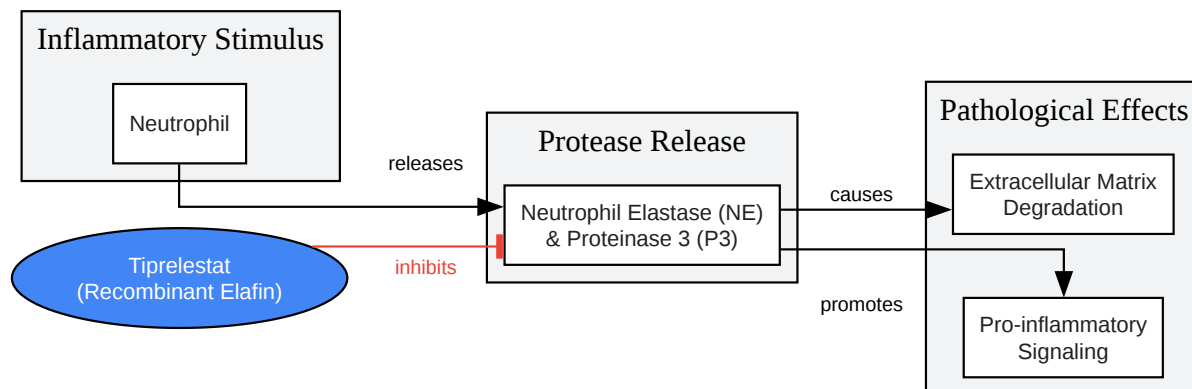 Inflammatory Stimulus
Neutrophil
releases
Protease Release
Neutrophil Elastase (NE)
& Proteinase 3 (P3)
Tiprelestat
(Recombinant Elafin)
inhibits
causes
promotes
Pathological Effects
Extracellular Matrix
Degradation
Pro-inflammatory
Signaling